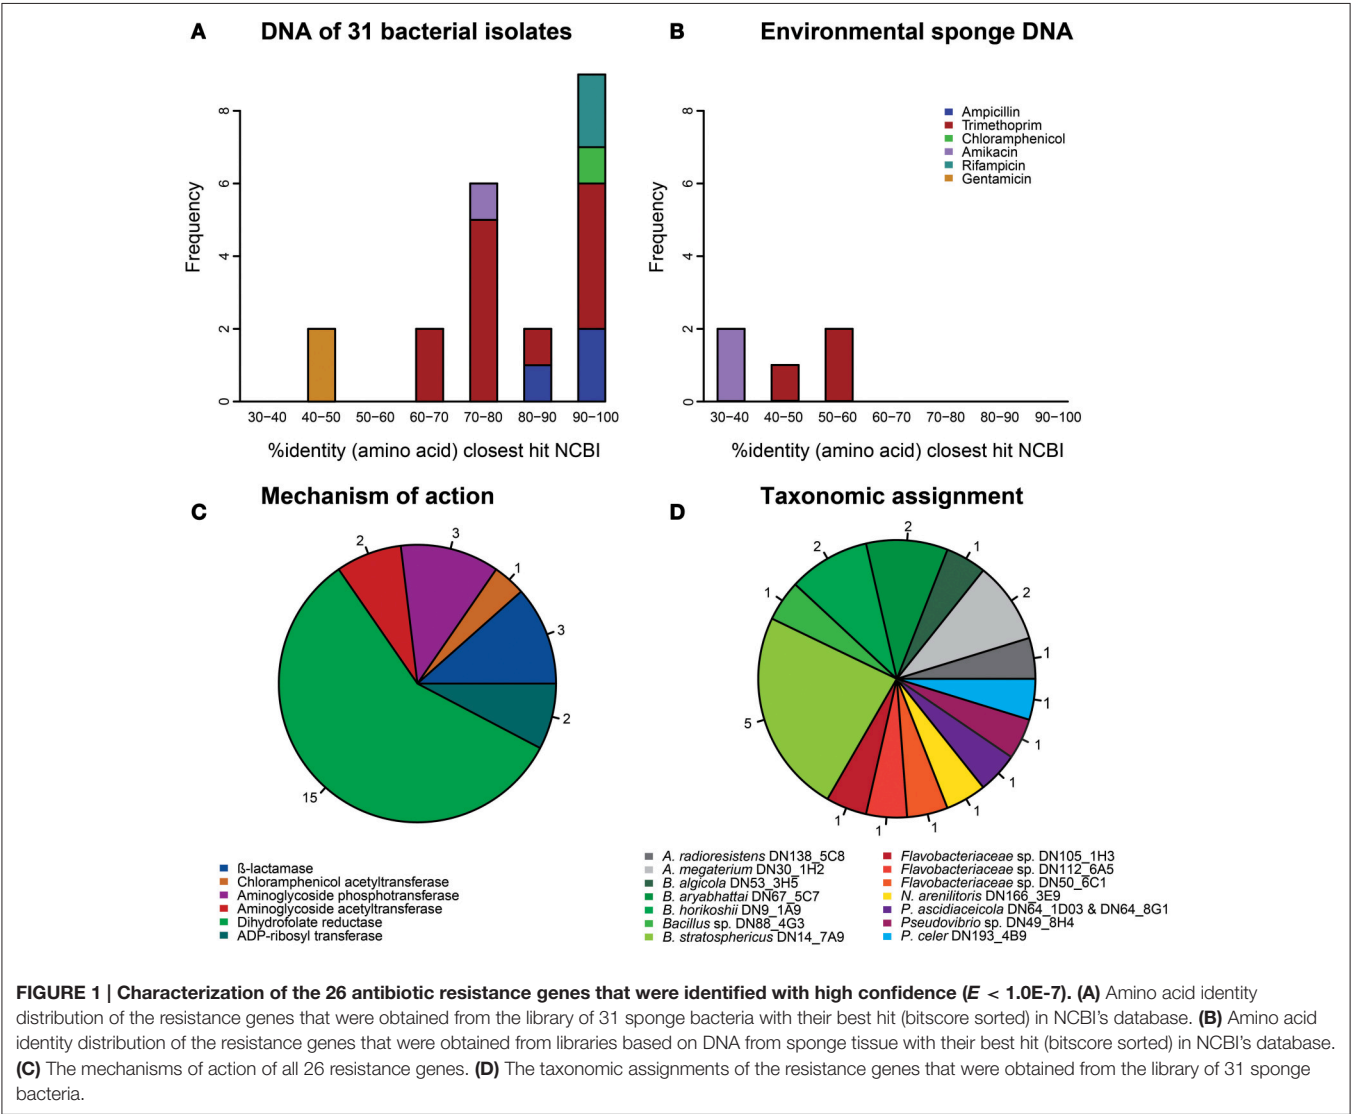 A DNA of 31 bacterial isolates
Frequency
8
6
4
2
0
30–40 40–50 50–60 60–70 70–80 80–90 90–100
%identity (amino acid) closest hit NCBI
B Environmental sponge DNA
Frequency
8
6
4
2
0
Ampicillin
Trimethoprim
Chloramphenicol
Amikacin
Rifampicin
Gentamicin
30–40 40–50 50–60 60–70 70–80 80–90 90–100
%identity (amino acid) closest hit NCBI
C Mechanism of action
2
3
1
3
2
15
ß-lactamase
Chloramphenicol acetyltransferase
Aminoglycoside phosphotransferase
Aminoglycoside acetyltransferase
Dihydrofolate reductase
ADP-ribosyl transferase
D Taxonomic assignment
2
1
2
1
1
1
1
1
1
1
1
5
1
2
A. radioresistens DN138_5C8
A. megaterium DN30_1H2
B. algicola DN53_3H5
B. aryabhattai DN67_5C7
B. horikoshii DN9_1A9
Bacillus sp. DN88_4G3
B. stratosphericus DN14_7A9
Flavobacteriaceae sp. DN105_1H3
Flavobacteriaceae sp. DN112_6A5
Flavobacteriaceae sp. DN50_6C1
N. arenilitoris DN166_3E9
P. ascidiaceicola DN64_1D03 & DN64_8G1
Pseudovibrio sp. DN49_8H4
P. celer DN193_4B9
FIGURE 1 | Characterization of the 26 antibiotic resistance genes that were identified with high confidence (E < 1.0E-7). (A) Amino acid identity
distribution of the resistance genes that were obtained from the library of 31 sponge bacteria with their best hit (bitscore sorted) in NCBI's database. (B) Amino acid
identity distribution of the resistance genes that were obtained from libraries based on DNA from sponge tissue with their best hit (bitscore sorted) in NCBI's database.
(C) The mechanisms of action of all 26 resistance genes. (D) The taxonomic assignments of the resistance genes that were obtained from the library of 31 sponge
bacteria.